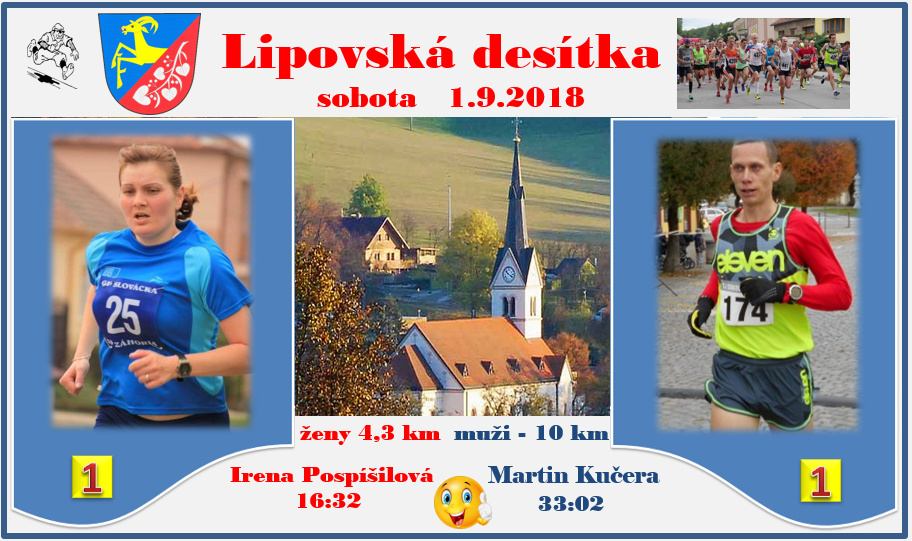 Lipovská desítka
sobota 1.9.2018
GP SLOVÁCKA
25
eleven
174
eleven
ženy 4,3 km muži - 10 km
1
Irena Pospíšilová
16:32
Martin Kučera
33:02
1